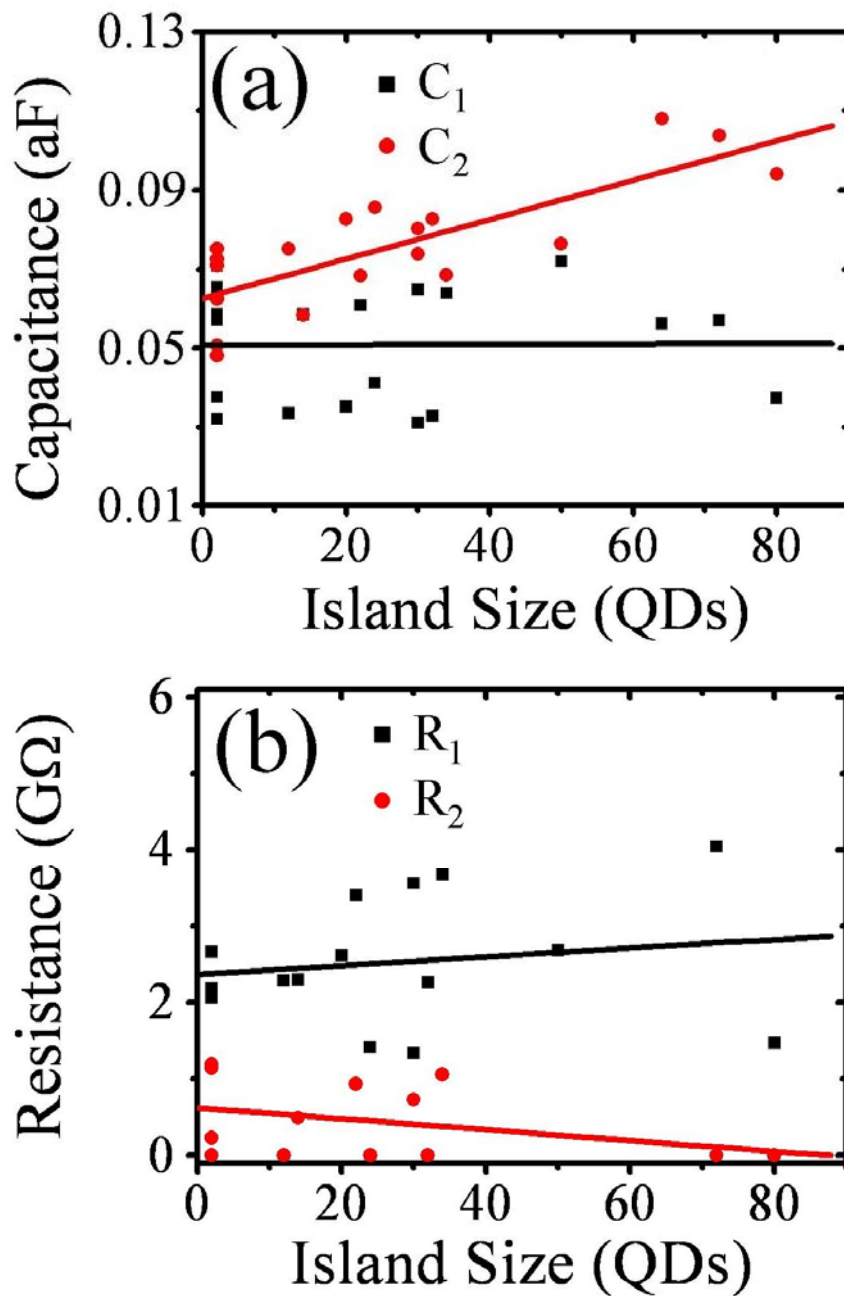 0.13
(a)
C₁
C₂
0.09
0.05
0.01
Capacitance (aF)
0 20 40 60 80
Island Size (QDs)
6
(b)
R₁
R₂
4
2
0
Resistance (GΩ)
0 20 40 60 80
Island Size (QDs)